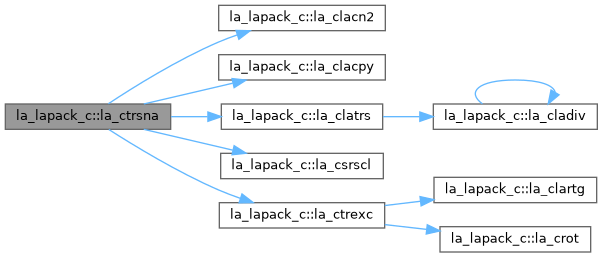 la_lapack_c::la_clacn2
la_lapack_c::la_clacpy
la_lapack_c::la_ctrsna
la_lapack_c::la_clatrs
la_lapack_c::la_cladiv
la_lapack_c::la_csrscl
la_lapack_c::la_clartg
la_lapack_c::la_ctrexc
la_lapack_c::la_crot